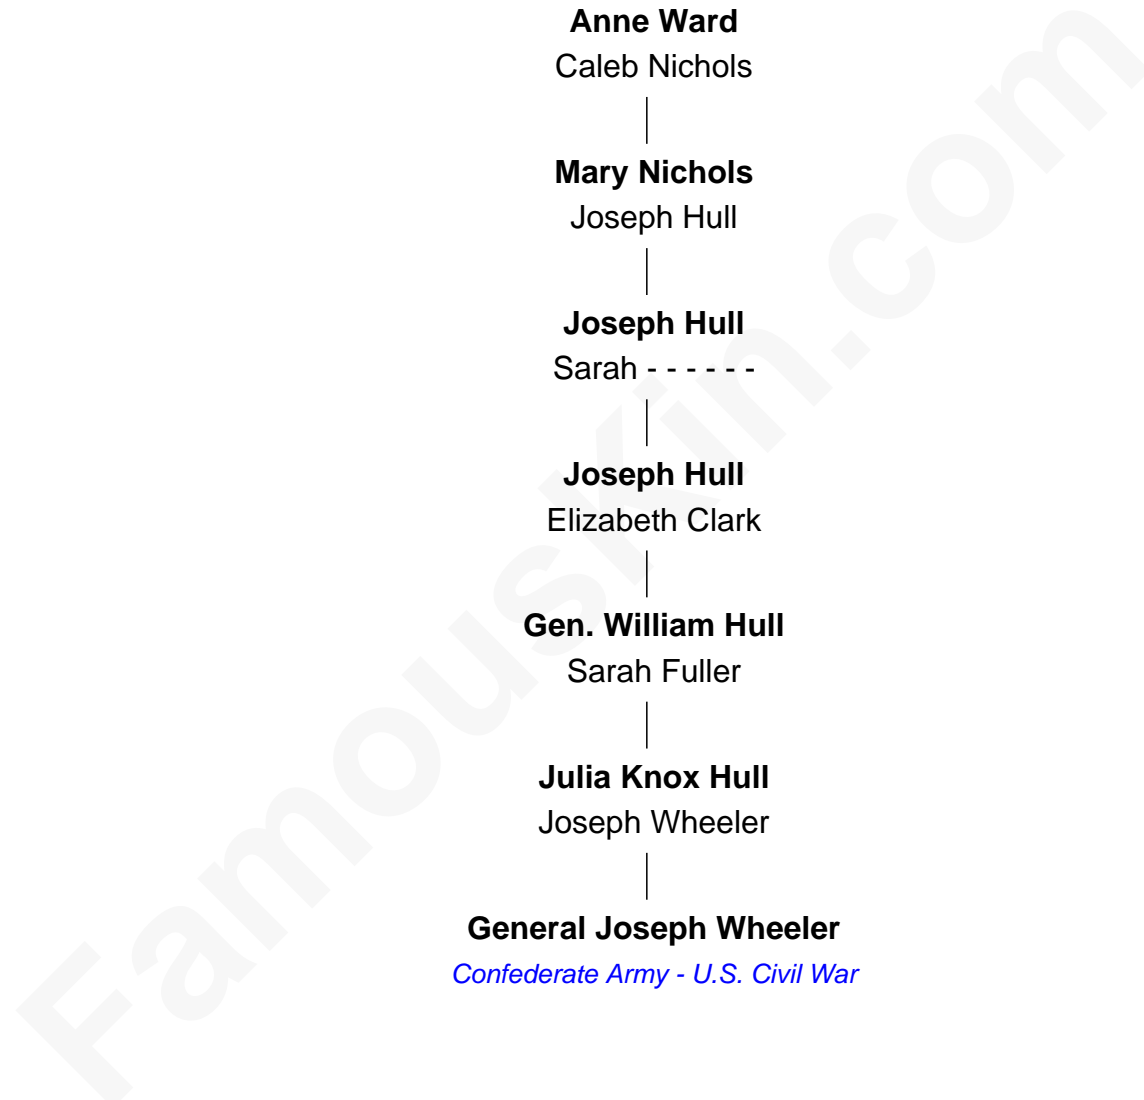 Anne Ward
Caleb Nichols
Mary Nichols
Joseph Hull
Joseph Hull
Sarah - - - - - -
Joseph Hull
Elizabeth Clark
Gen. William Hull
Sarah Fuller
Julia Knox Hull
Joseph Wheeler
General Joseph Wheeler
Confederate Army - U.S. Civil War
FamousKin.com